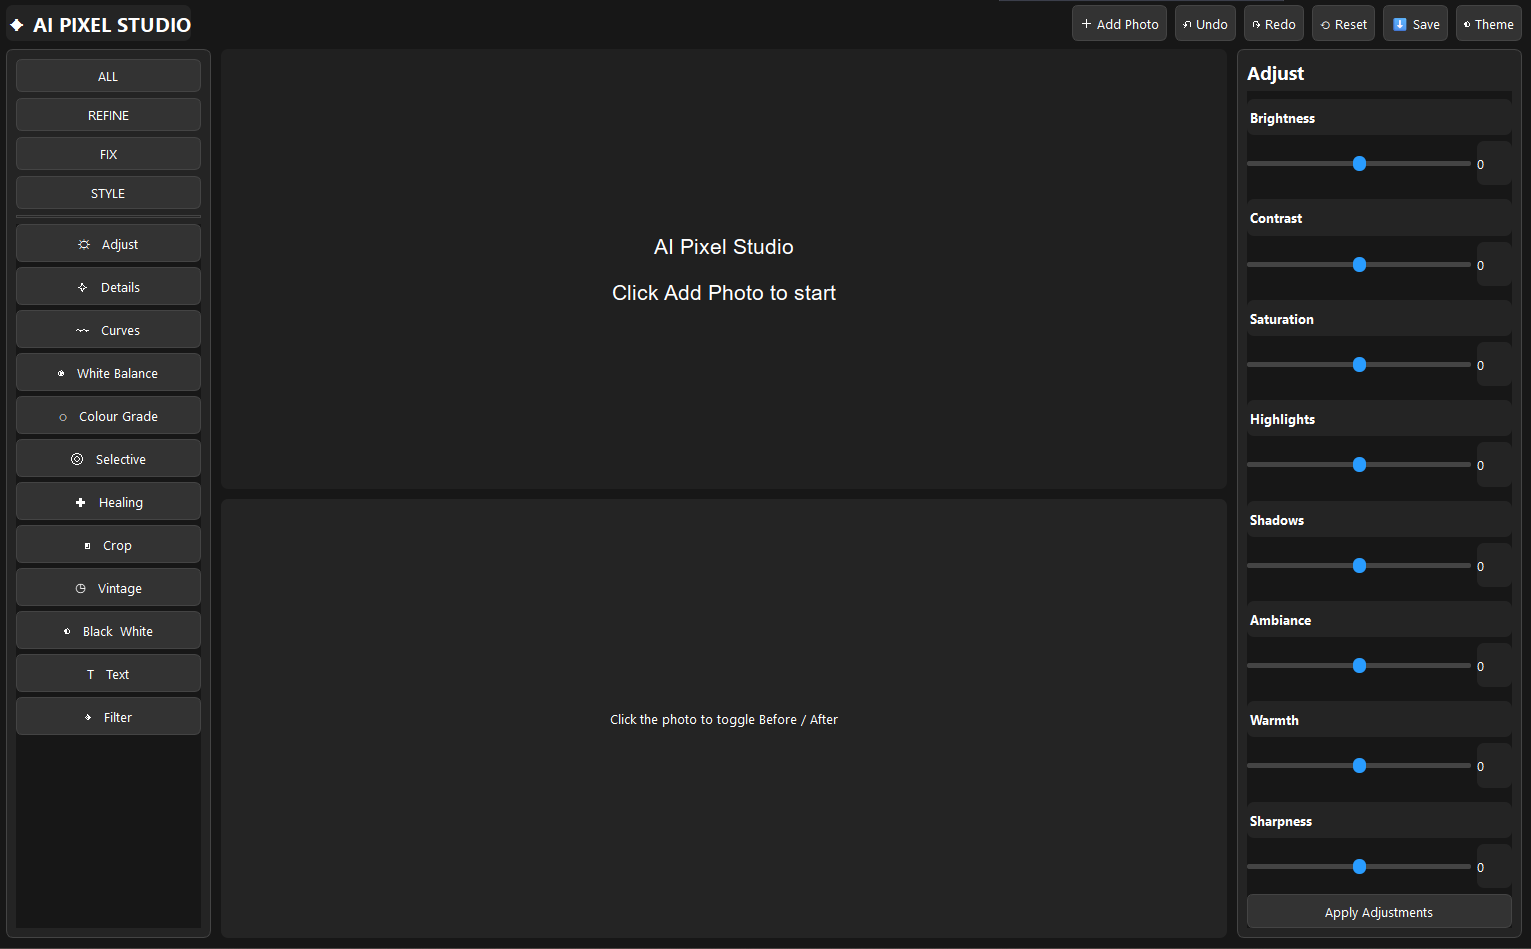 AI PIXEL STUDIO
+ Add Photo
Undo
Redo
Reset
Save
Theme
ALL
REFINE
FIX
STYLE
Adjust
Details
Curves
White Balance
Colour Grade
Selective
Healing
Crop
Vintage
Black  White
T Text
Filter
AI Pixel Studio
Click Add Photo to start
Click the photo to toggle Before / After
Adjust
Brightness
0
Contrast
0
Saturation
0
Highlights
0
Shadows
0
Ambiance
0
Warmth
0
Sharpness
0
Apply Adjustments